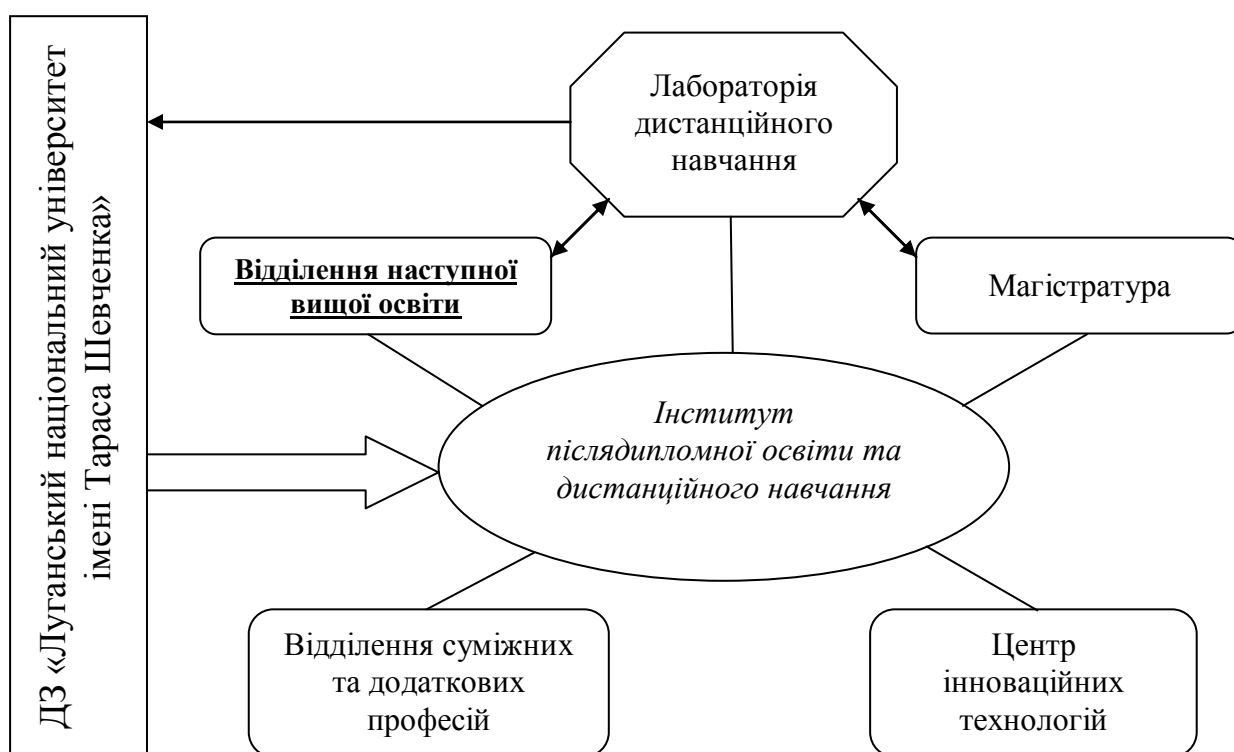 ДЗ «Луганський національний університет
імені Тараса Шевченка»
Лабораторія
дистанційного
навчання
Відділення наступної
вищої освіти
Магістратура
Інститут
післядипломної освіти та
дистанційного навчання
Відділення суміжних
та додаткових
професій
Центр
інноваційних
технологій